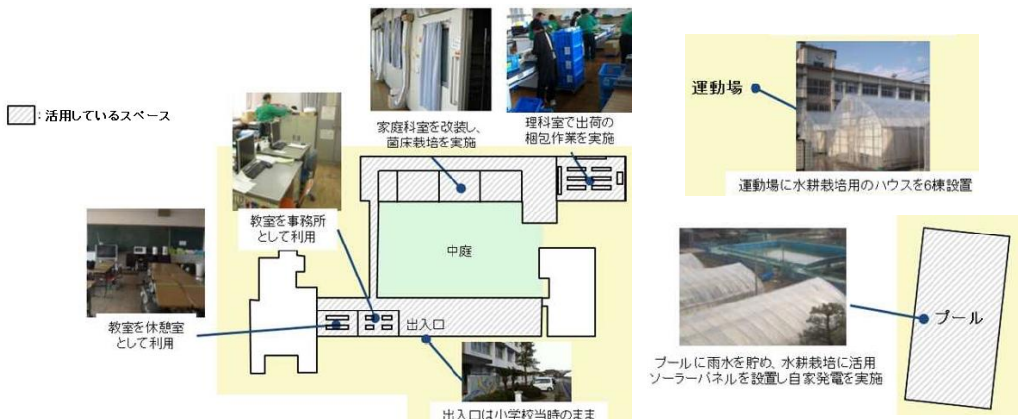 :活用しているスペース
家庭科室を改装し、
菌床栽培を実施
理科室で出荷の
梱包作業を実施
教室を事務所
として利用
中庭
教室を休憩室
として利用
出入口
出入口は小学校当時のまま
運動場
運動場に水耕栽培用のハウスを6棟設置
プール
プールに雨水を貯め、水耕栽培に活用
ソーラーパネルを設置し自家発電を実施